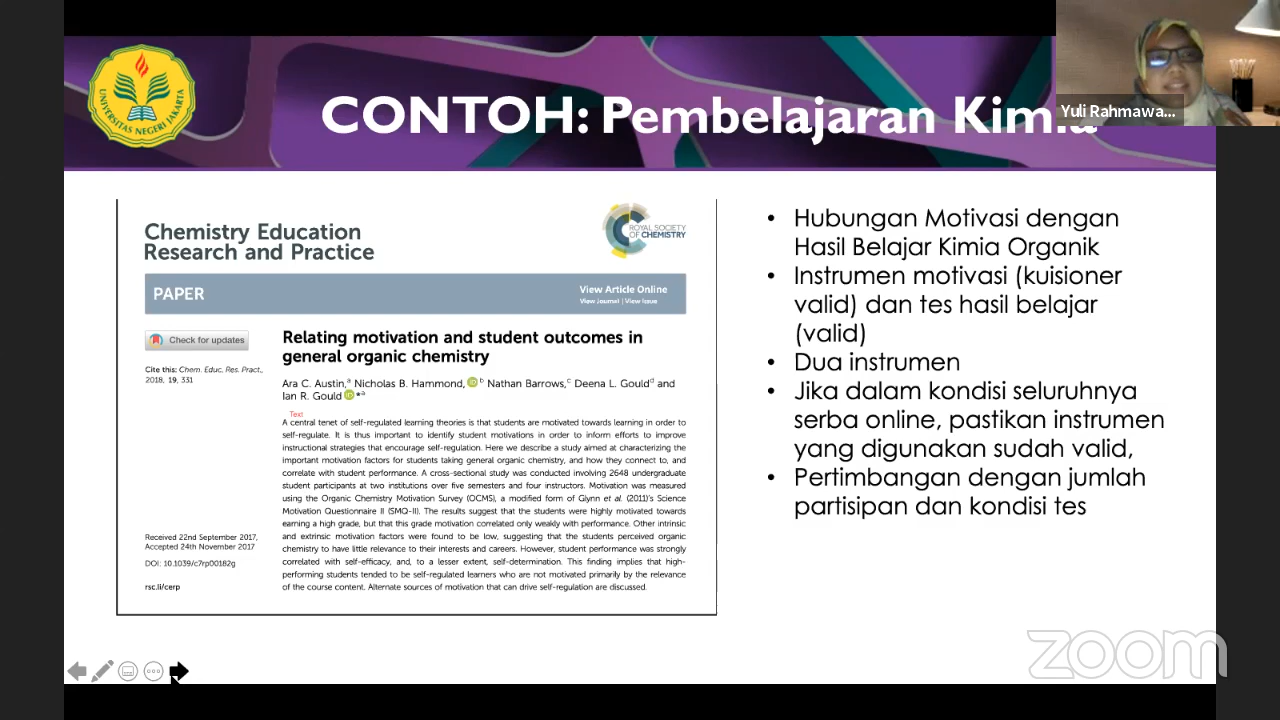 UNIVERSITAS NEGERI JAKARTA
CONTOH: Pembelajaran Kimia
Yuli Rahmawa...
Chemistry Education
Research and Practice
ROYAL SOCIETY
OF CHEMISTRY
PAPER
View Article Online
View Journal | View Issue
Check for updates
Cite this: Chem. Educ. Res. Pract.,
2018, 19, 331
Relating motivation and student outcomes in
general organic chemistry
Ara C. Austin,a Nicholas B. Hammond, iD b Nathan Barrows,c Deena L. Gouldd and
Ian R. Gould iD *a
Text
A central tenet of self-regulated learning theories is that students are motivated towards learning in order to
self-regulate. It is thus important to identify student motivations in order to inform efforts to improve
instructional strategies that encourage self-regulation. Here we describe a study aimed at characterizing the
important motivation factors for students taking general organic chemistry, and how they connect to, and
correlate with student performance. A cross-sectional study was conducted involving 2648 undergraduate
student participants at two institutions over five semesters and four instructors. Motivation was measured
using the Organic Chemistry Motivation Survey (OCMS), a modified form of Glynn et al. (2011)'s Science
Motivation Questionnaire II (SMQ-II). The results suggest that the students were highly motivated towards
earning a high grade, but that this grade motivation correlated only weakly with performance. Other intrinsic
and extrinsic motivation factors were found to be low, suggesting that the students perceived organic
chemistry to have little relevance to their interests and careers. However, student performance was strongly
correlated with self-efficacy, and, to a lesser extent, self-determination. This finding implies that high-
performing students tended to be self-regulated learners who are not motivated primarily by the relevance
of the course content. Alternate sources of motivation that can drive self-regulation are discussed.
Received 22nd September 2017,
Accepted 24th November 2017
DOI: 10.1039/c7rp00182g
rsc.li/cerp
• Hubungan Motivasi dengan
Hasil Belajar Kimia Organik
• Instrumen motivasi (kuisioner
valid) dan tes hasil belajar
(valid)
• Dua instrumen
• Jika dalam kondisi seluruhnya
serba online, pastikan instrumen
yang digunakan sudah valid,
• Pertimbangan dengan jumlah
partisipan dan kondisi tes
zoom